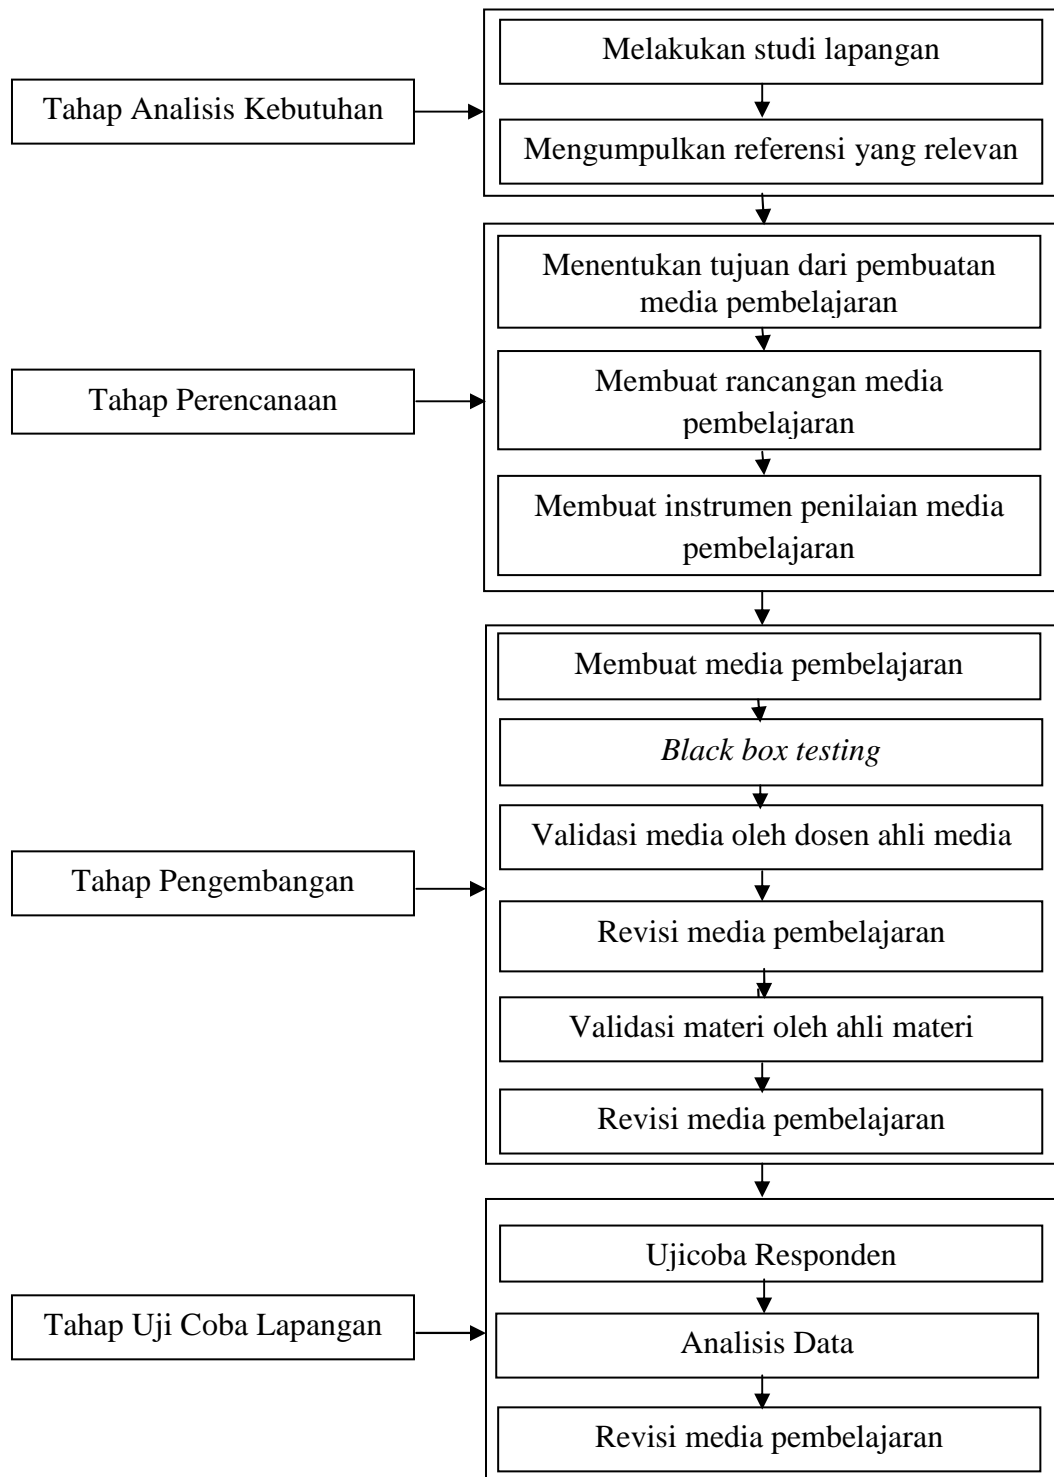 Tahap Analisis Kebutuhan
Melakukan studi lapangan
Mengumpulkan referensi yang relevan
Tahap Perencanaan
Menentukan tujuan dari pembuatan
media pembelajaran
Membuat rancangan media
pembelajaran
Membuat instrumen penilaian media
pembelajaran
Tahap Pengembangan
Membuat media pembelajaran
Black box testing
Validasi media oleh dosen ahli media
Revisi media pembelajaran
Validasi materi oleh ahli materi
Revisi media pembelajaran
Tahap Uji Coba Lapangan
Ujicoba Responden
Analisis Data
Revisi media pembelajaran